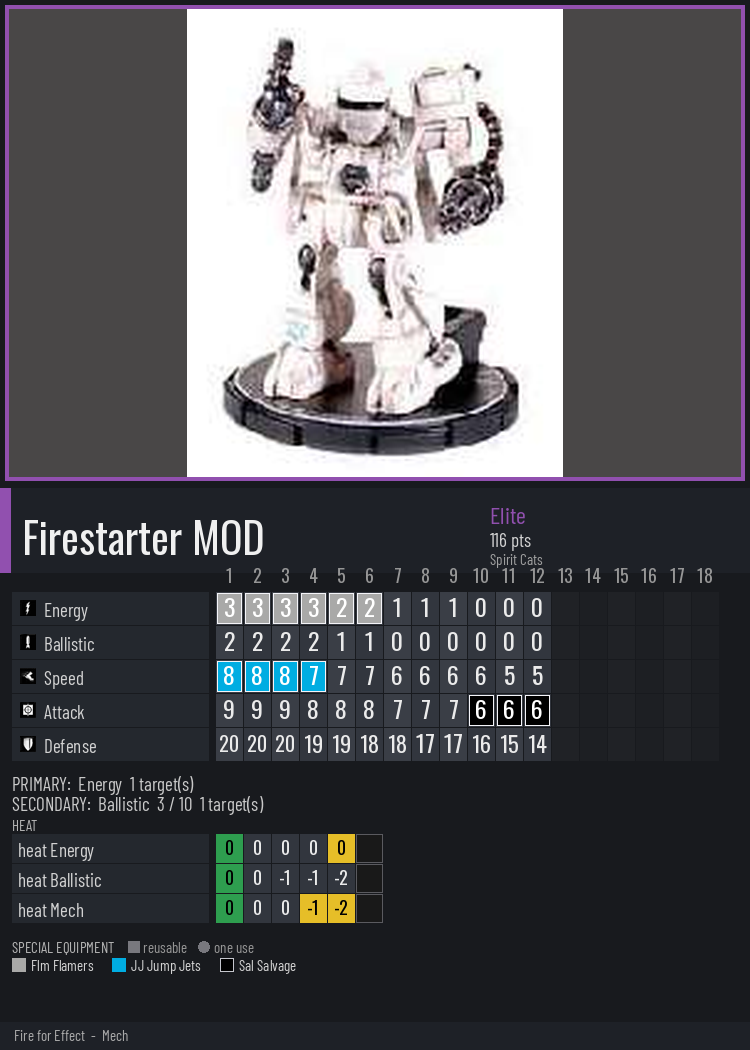 Firestarter MOD
Elite
116 pts
Spirit Cats
1 2 3 4 5 6 7 8 9 10 11 12 13 14 15 16 17 18
Energy 3 3 3 3 2 2 1 1 1 0 0 0
Ballistic 2 2 2 2 1 1 0 0 0 0 0 0
Speed 8 8 8 7 7 7 6 6 6 6 5 5
Attack 9 9 9 8 8 8 7 7 7 6 6 6
Defense 20 20 20 19 19 18 18 17 17 16 15 14
PRIMARY: Energy 1 target(s)
SECONDARY: Ballistic 3 / 10 1 target(s)
HEAT
heat Energy 0 0 0 0 0
heat Ballistic 0 0 -1 -1 -2
heat Mech 0 0 0 -1 -2
SPECIAL EQUIPMENT reusable one use
Flm Flamers JJ Jump Jets Sal Salvage
Fire for Effect - Mech